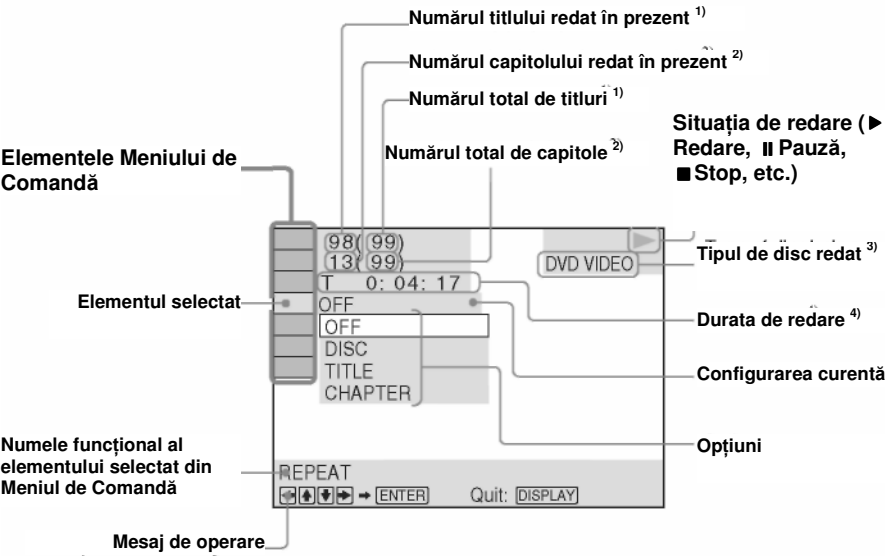 Numărul titlului redat în prezent 1)
Numărul capitolului redat în prezent 2)
Numărul total de titluri 1)
Situația de redare (▶
Redare, ⏸ Pauză,
■ Stop, etc.)
Numărul total de capitole 2)
Elementele Meniului de
Comandă
98( 99)
13( 99)
DVD VIDEO
Tipul de disc redat 3)
T 0: 04: 17
Elementul selectat
OFF
OFF
Durata de redare 4)
DISC
TITLE
Configurarea curentă
CHAPTER
Opțiuni
Numele funcțional al
elementului selectat din
Meniul de Comandă
REPEAT
ENTER Quit: DISPLAY
Mesaj de operare